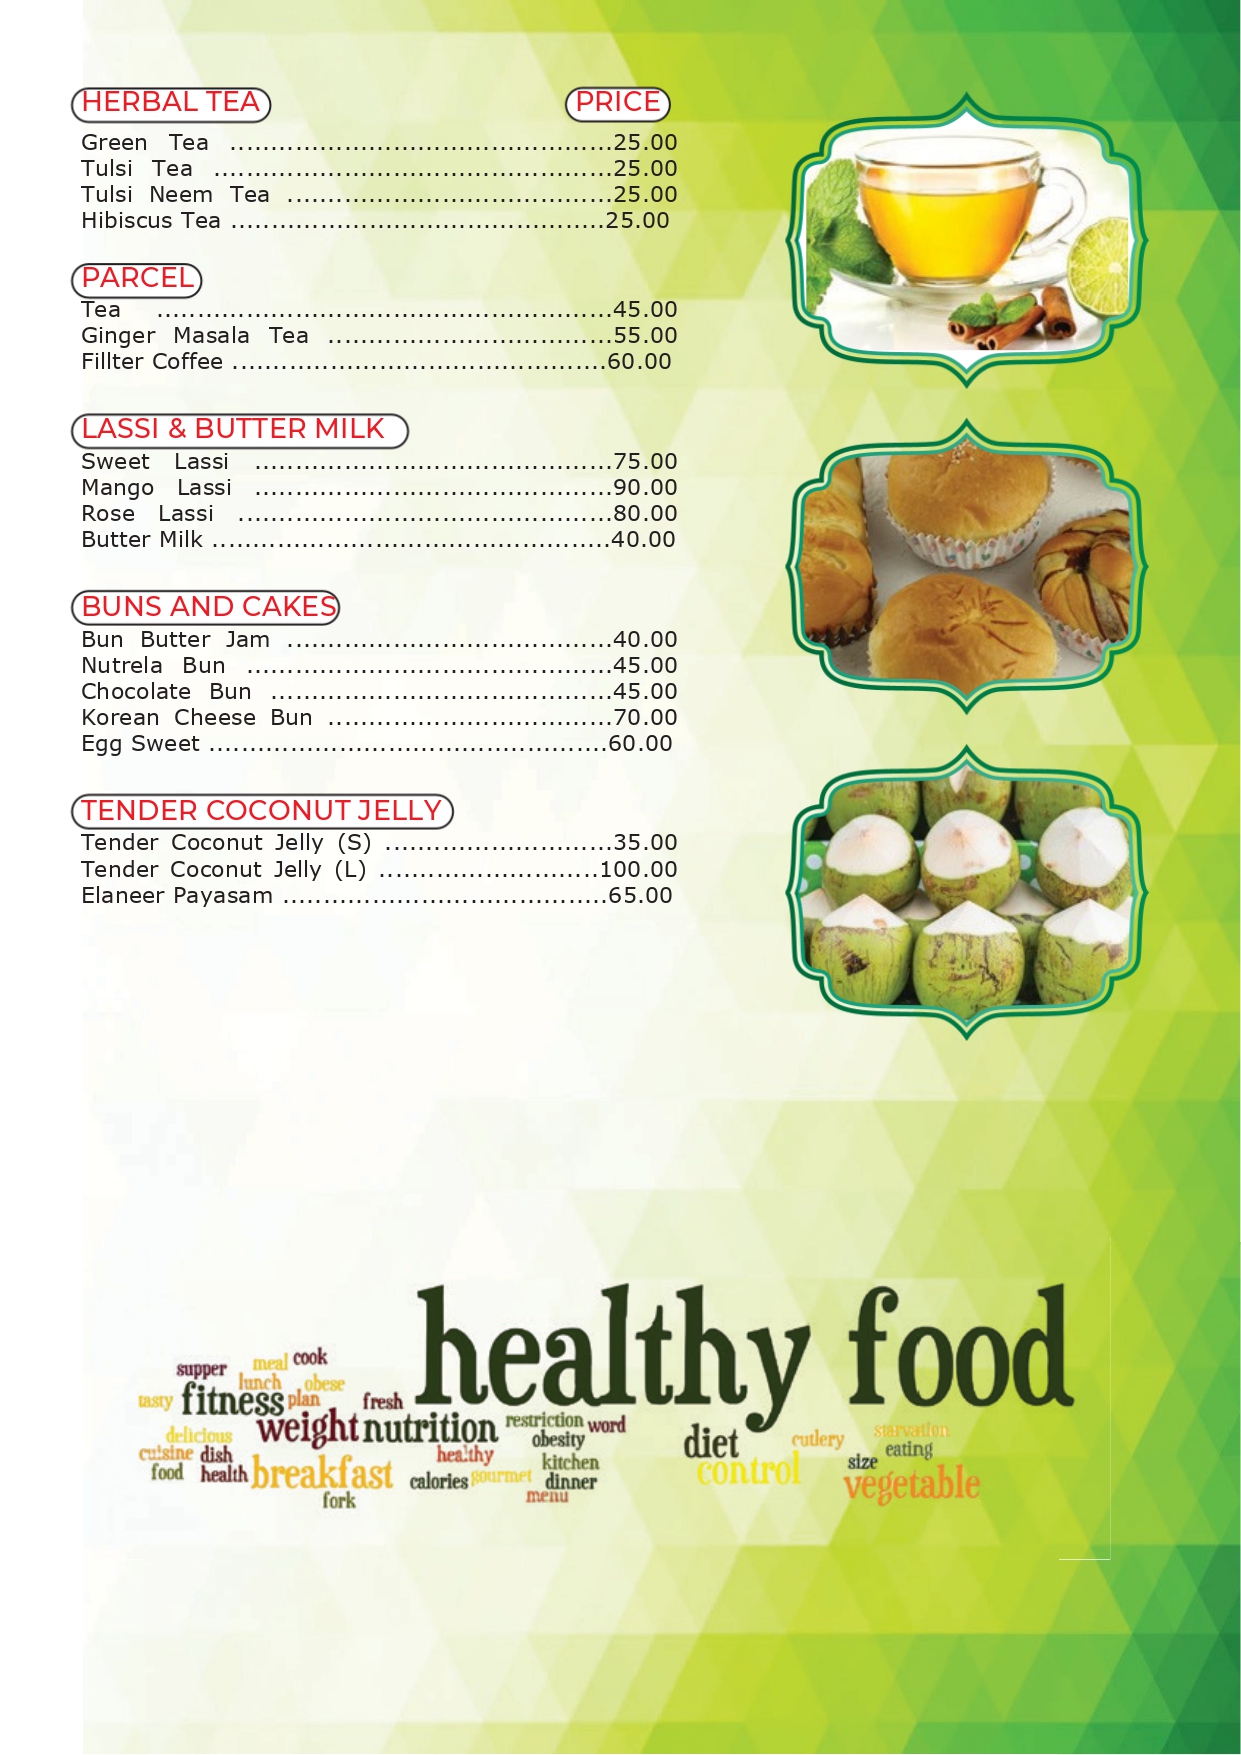 HERBAL TEA PRICE
Green Tea ...............................................25.00
Tulsi Tea .................................................25.00
Tulsi Neem Tea ........................................25.00
Hibiscus Tea ..............................................25.00
PARCEL
Tea ........................................................45.00
Ginger Masala Tea ...................................55.00
Fillter Coffee ..............................................60.00
LASSI & BUTTER MILK
Sweet Lassi ............................................75.00
Mango Lassi ............................................90.00
Rose Lassi ..............................................80.00
Butter Milk .................................................40.00
BUNS AND CAKES
Bun Butter Jam ........................................40.00
Nutrela Bun .............................................45.00
Chocolate Bun ..........................................45.00
Korean Cheese Bun ...................................70.00
Egg Sweet .................................................60.00
TENDER COCONUT JELLY
Tender Coconut Jelly (S) ............................35.00
Tender Coconut Jelly (L) ...........................100.00
Elaneer Payasam ........................................65.00
healthy food
supper meal cook
lunch obese
tasty fitness plan fresh
delicious weight nutrition restriction word
obesity diet cutlery starvation
cuisine dish healthy eating
food health breakfast kitchen control size
calories gourmet dinner vegetable
fork menu